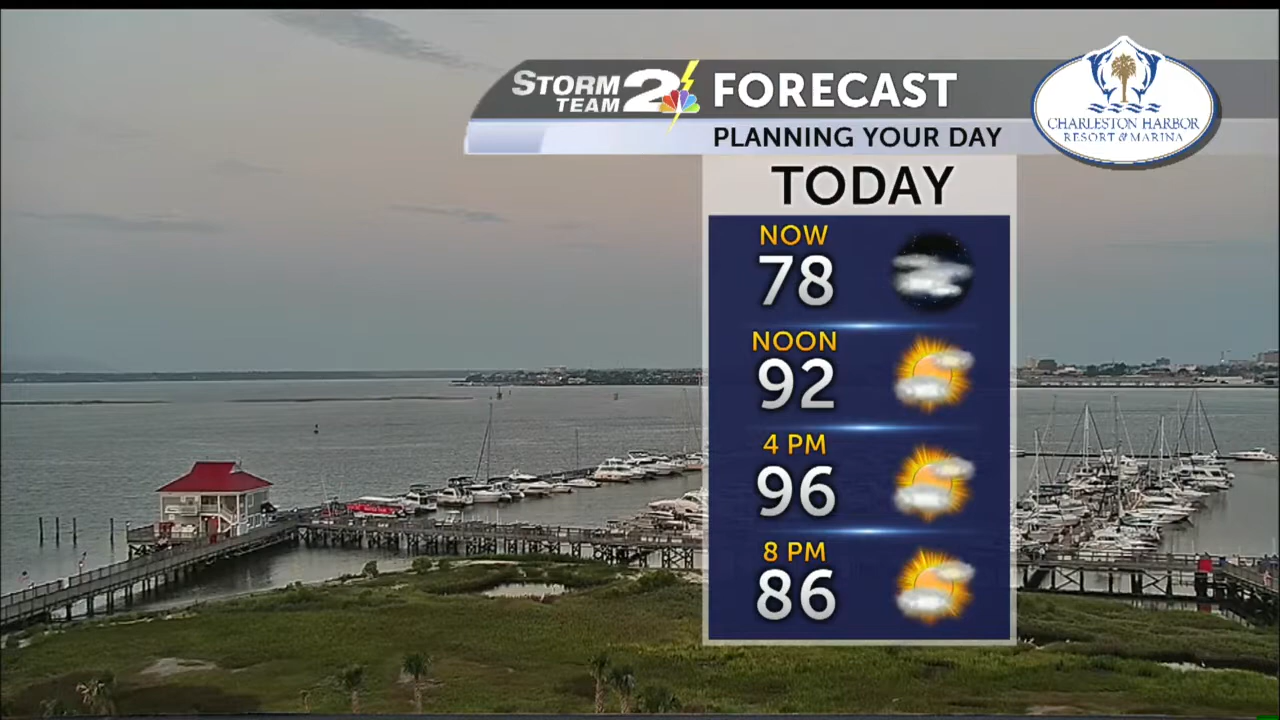 STORM
TEAM
2
FORECAST
PLANNING YOUR DAY
CHARLESTON HARBOR
RESORT & MARINA
TODAY
NOW
78
NOON
92
4 PM
96
8 PM
86